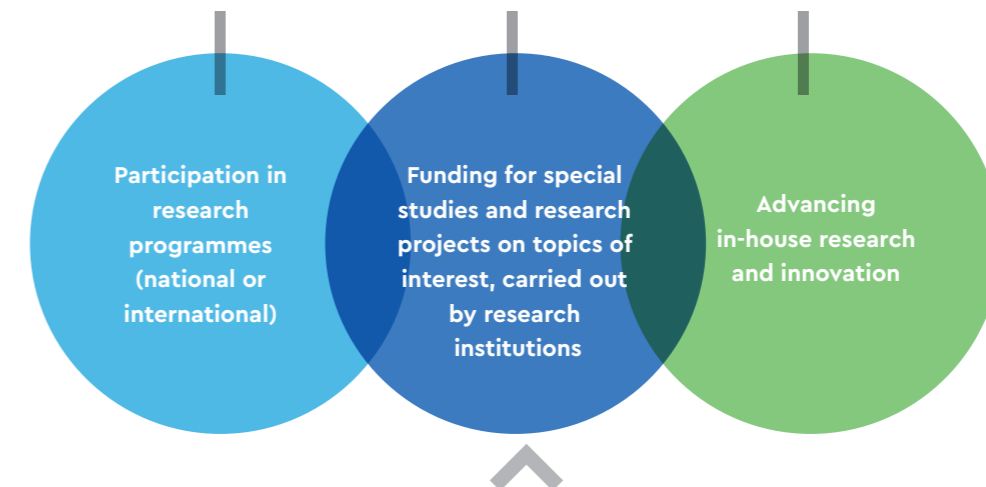 Participation in
research
programmes
(national or
international)
Funding for special
studies and research
projects on topics of
interest, carried out
by research
institutions
Advancing
in-house research
and innovation